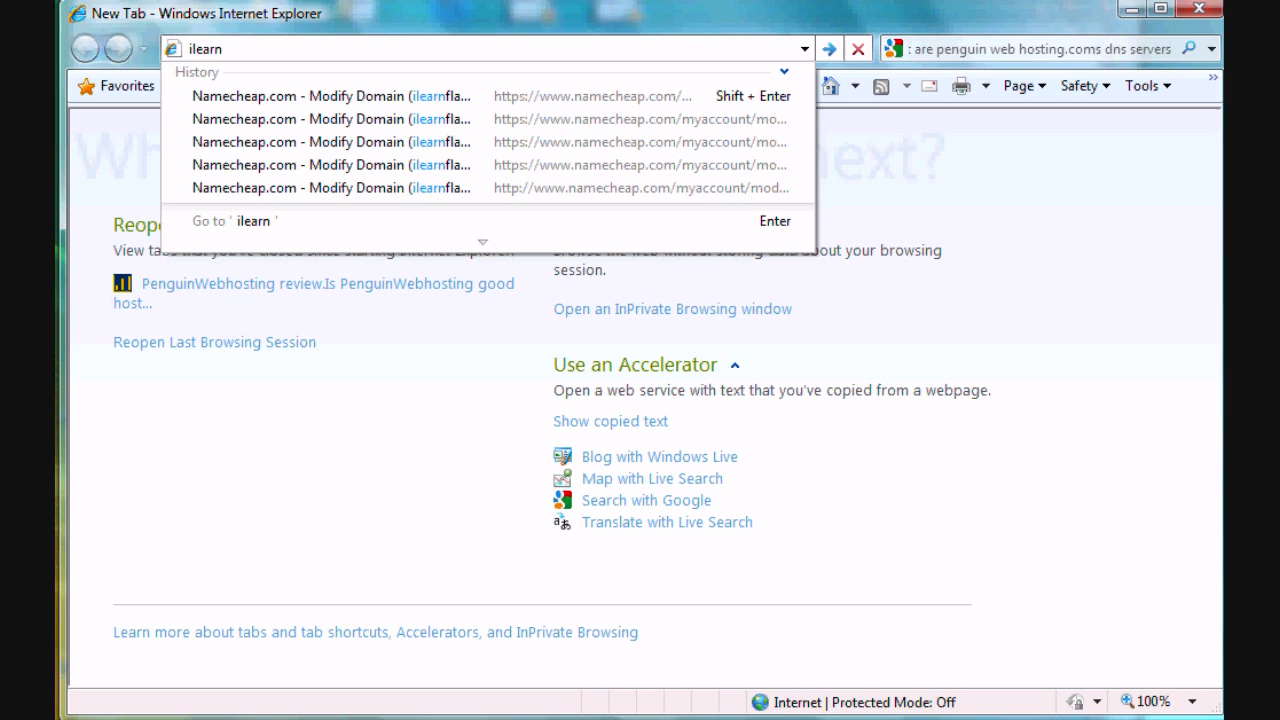 New Tab - Windows Internet Explorer
ilearn
: are penguin web hosting.coms dns servers
Favorites
Page
Safety
Tools
History
Namecheap.com - Modify Domain (ilearnfla... https://www.namecheap.com/... Shift + Enter
Namecheap.com - Modify Domain (ilearnfla... https://www.namecheap.com/myaccount/mo...
Namecheap.com - Modify Domain (ilearnfla... https://www.namecheap.com/myaccount/mo...
Namecheap.com - Modify Domain (ilearnfla... https://www.namecheap.com/myaccount/mo...
Namecheap.com - Modify Domain (ilearnfla... http://www.namecheap.com/myaccount/mod...
Go to ' ilearn ' Enter
next?
View
PenguinWebhosting review.Is PenguinWebhosting good
host...
Reopen Last Browsing Session
about your browsing
session.
Open an InPrivate Browsing window
Use an Accelerator
Open a web service with text that you've copied from a webpage.
Show copied text
Blog with Windows Live
Map with Live Search
Search with Google
Translate with Live Search
Learn more about tabs and tab shortcuts, Accelerators, and InPrivate Browsing
Internet | Protected Mode: Off
100%